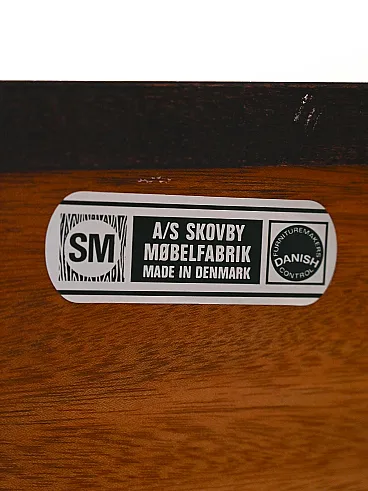 SM
A/S SKOVBY
MØBELFABRIK
MADE IN DENMARK
FURNITUREMAKERS
DANISH
CONTROL